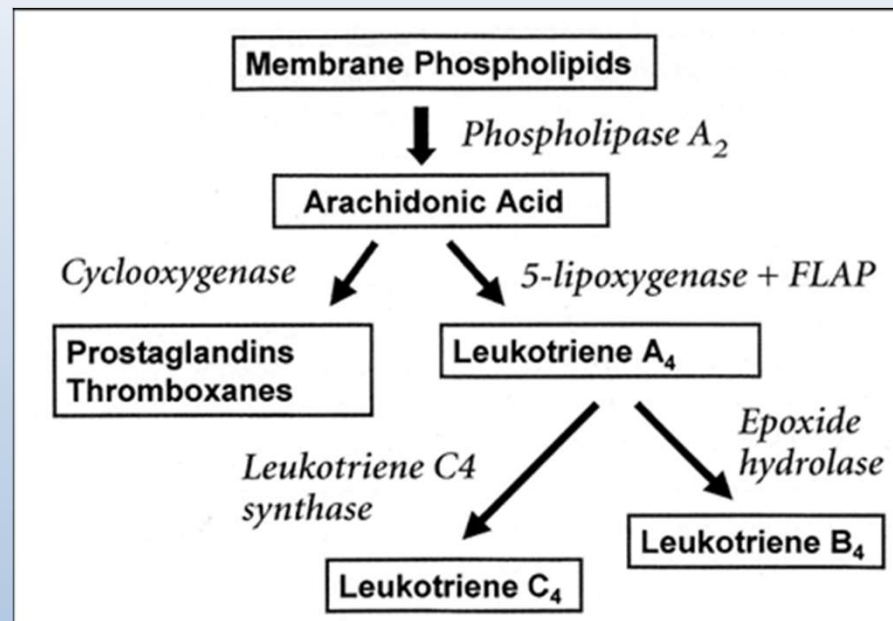 Membrane Phospholipids
Phospholipase A₂
Arachidonic Acid
Cyclooxygenase
5-lipoxygenase + FLAP
Prostaglandins
Thromboxanes
Leukotriene A₄
Leukotriene C4
synthase
Epoxide
hydrolase
Leukotriene B₄
Leukotriene C₄